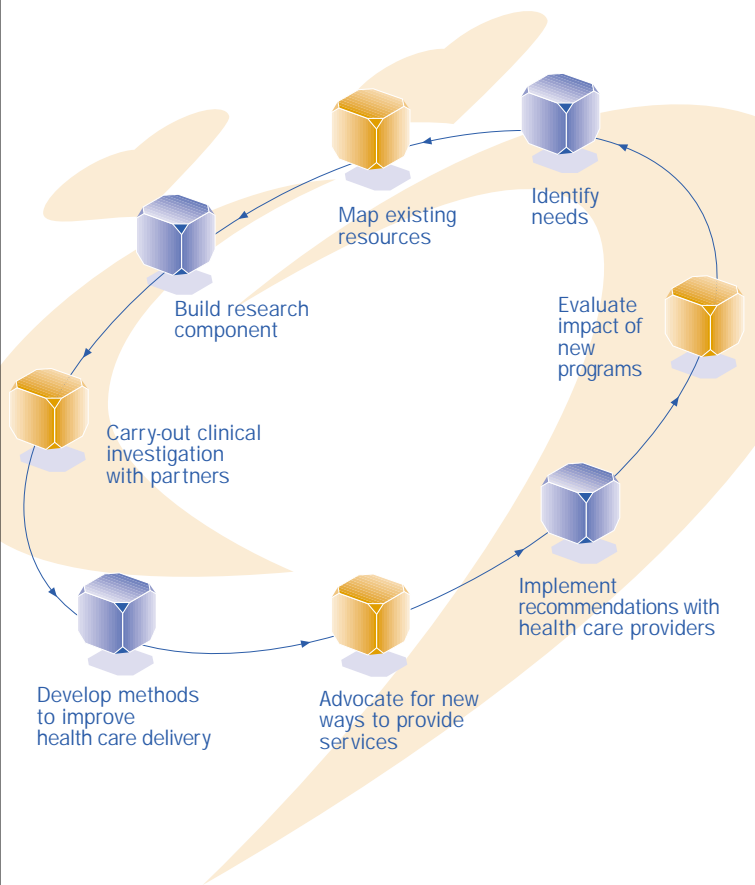 Identify
needs
Map existing
resources
Build research
component
Carry-out clinical
investigation
with partners
Develop methods
to improve
health care delivery
Advocate for new
ways to provide
services
Implement
recommendations with
health care providers
Evaluate
impact of
new
programs